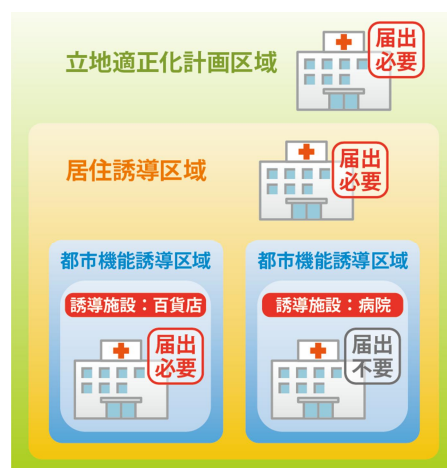 立地適正化計画区域
届出
必要
居住誘導区域
届出
必要
都市機能誘導区域
誘導施設：百貨店
届出
必要
都市機能誘導区域
誘導施設：病院
届出
不要